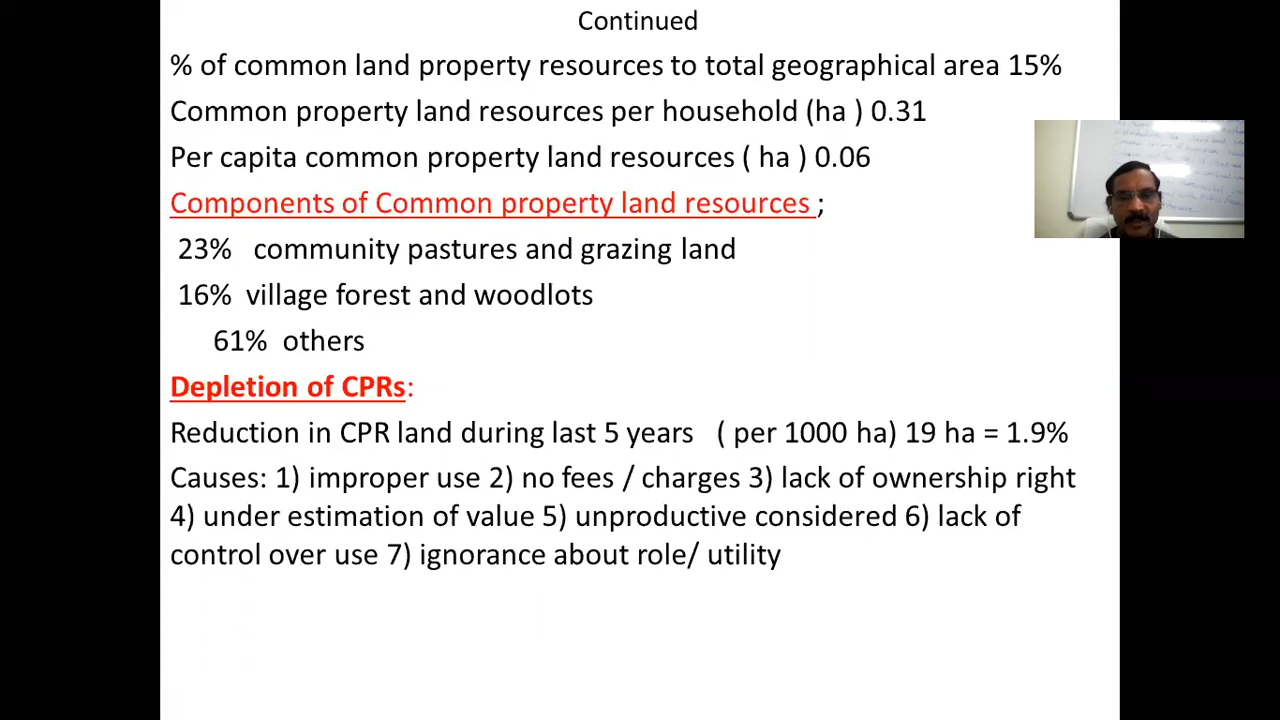 Continued
% of common land property resources to total geographical area 15%
Common property land resources per household (ha ) 0.31
Per capita common property land resources ( ha ) 0.06
Components of Common property land resources ;
23% community pastures and grazing land
16% village forest and woodlots
61% others
Depletion of CPRs:
Reduction in CPR land during last 5 years ( per 1000 ha) 19 ha = 1.9%
Causes: 1) improper use 2) no fees / charges 3) lack of ownership right
4) under estimation of value 5) unproductive considered 6) lack of
control over use 7) ignorance about role/ utility